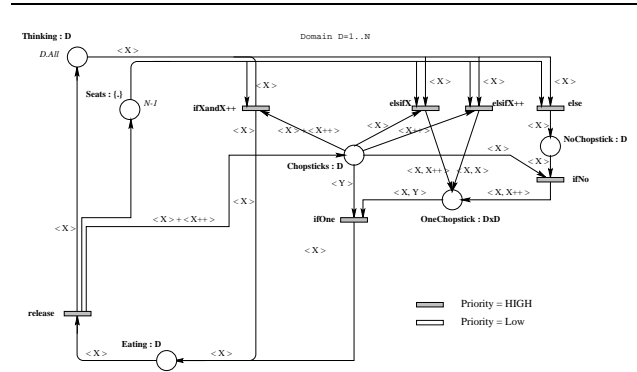 Thinking : D
Domain D=1..N
< X >
D.All
< X >
< X >
< X >
< X >
Seats : {.}
N-1
ifXandX++
elsifX
elsifX++
else
< X >
< X > + < X++ >
< X >
< X++ >
< X >
NoChopstick : D
< X >
< X >
Chopsticks : D
< X, X++ >
< X, X >
ifNo
< Y >
< X, Y >
< X, X++ >
< X >
OneChopstick : DxD
< X > + < X++ >
ifOne
< X >
< X >
Priority = HIGH
release
Priority = Low
Eating : D
< X >
< X >